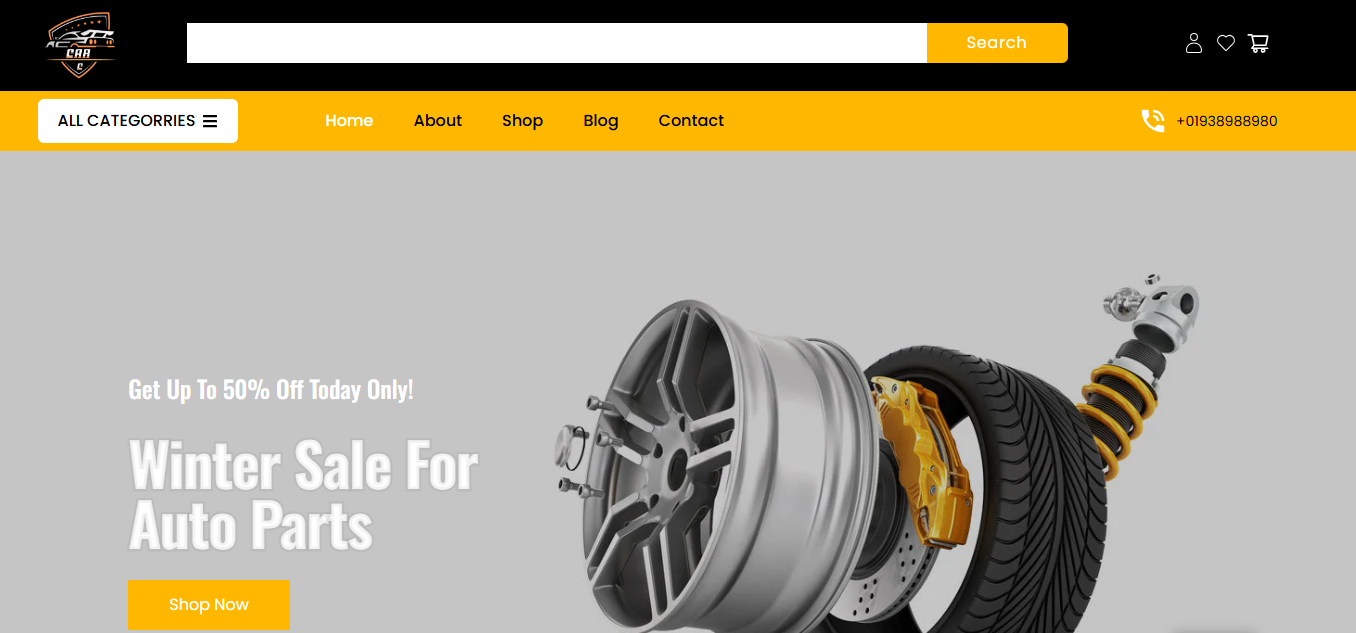 CAR
Search
ALL CATEGORRIES
Home
About
Shop
Blog
Contact
+01938988980
Get Up To 50% Off Today Only!
Winter Sale For
Auto Parts
Shop Now